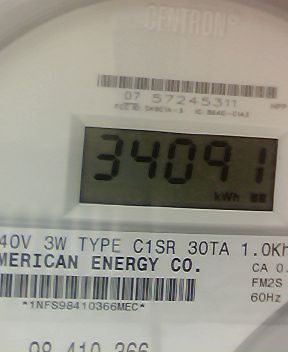 CENTRON®
07 57245311
34091
kWh
40V 3W TYPE C1SR 30TA 1.0Kh
MERICAN ENERGY CO.
CA 0.
FM2S
60Hz
*1NFS98410366MEC*
98 410 366